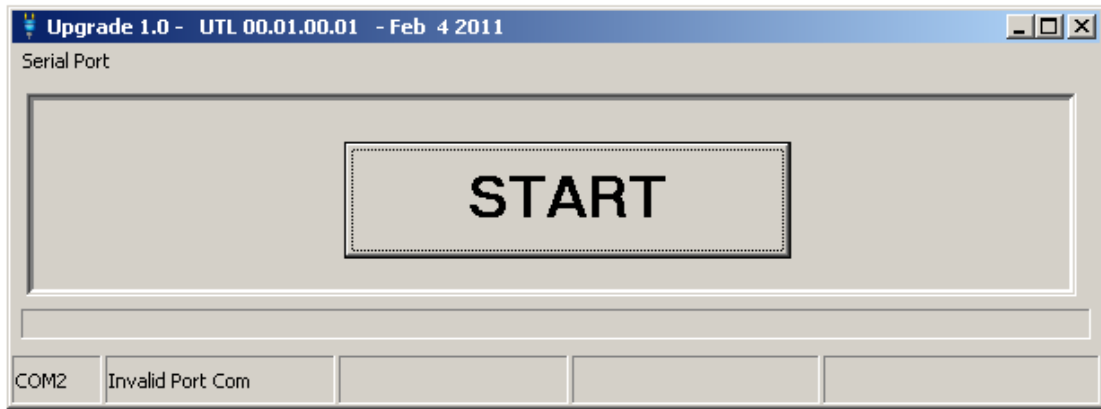 Upgrade 1.0 - UTL 00.01.00.01 - Feb 4 2011
Serial Port
START
COM2 Invalid Port Com